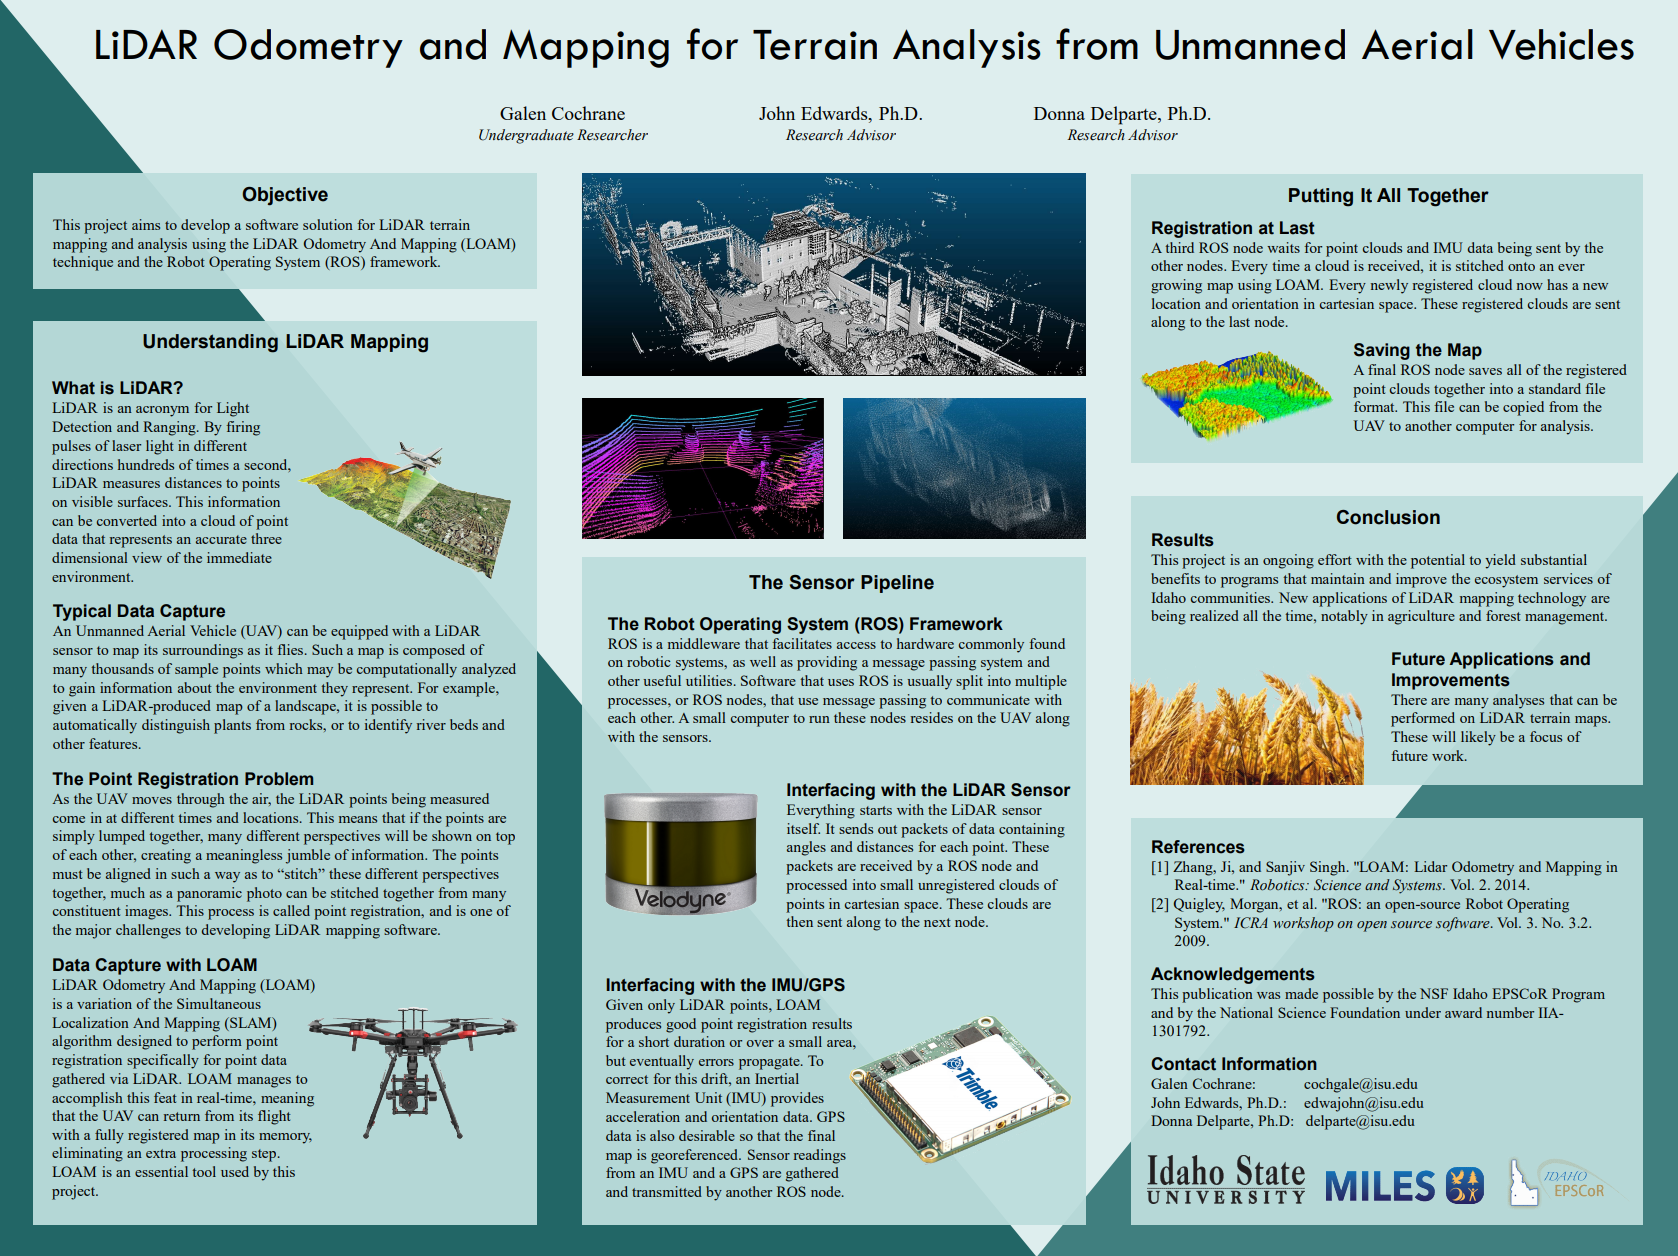 LiDAR Odometry and Mapping for Terrain Analysis from Unmanned Aerial Vehicles
Galen Cochrane
Undergraduate Researcher
John Edwards, Ph.D.
Research Advisor
Donna Delparte, Ph.D.
Research Advisor
Objective
This project aims to develop a software solution for LiDAR terrain
mapping and analysis using the LiDAR Odometry And Mapping (LOAM)
technique and the Robot Operating System (ROS) framework.
Understanding LiDAR Mapping
What is LiDAR?
LiDAR is an acronym for Light
Detection and Ranging. By firing
pulses of laser light in different
directions hundreds of times a second,
LiDAR measures distances to points
on visible surfaces. This information
can be converted into a cloud of point
data that represents an accurate three
dimensional view of the immediate
environment.
Typical Data Capture
An Unmanned Aerial Vehicle (UAV) can be equipped with a LiDAR
sensor to map its surroundings as it flies. Such a map is composed of
many thousands of sample points which may be computationally analyzed
to gain information about the environment they represent. For example,
given a LiDAR-produced map of a landscape, it is possible to
automatically distinguish plants from rocks, or to identify river beds and
other features.
The Point Registration Problem
As the UAV moves through the air, the LiDAR points being measured
come in at different times and locations. This means that if the points are
simply lumped together, many different perspectives will be shown on top
of each other, creating a meaningless jumble of information. The points
must be aligned in such a way as to “stitch” these different perspectives
together, much as a panoramic photo can be stitched together from many
constituent images. This process is called point registration, and is one of
the major challenges to developing LiDAR mapping software.
Data Capture with LOAM
LiDAR Odometry And Mapping (LOAM)
is a variation of the Simultaneous
Localization And Mapping (SLAM)
algorithm designed to perform point
registration specifically for point data
gathered via LiDAR. LOAM manages to
accomplish this feat in real-time, meaning
that the UAV can return from its flight
with a fully registered map in its memory,
eliminating an extra processing step.
LOAM is an essential tool used by this
project.
The Sensor Pipeline
The Robot Operating System (ROS) Framework
ROS is a middleware that facilitates access to hardware commonly found
on robotic systems, as well as providing a message passing system and
other useful utilities. Software that uses ROS is usually split into multiple
processes, or ROS nodes, that use message passing to communicate with
each other. A small computer to run these nodes resides on the UAV along
with the sensors.
Velodyne
Interfacing with the LiDAR Sensor
Everything starts with the LiDAR sensor
itself. It sends out packets of data containing
angles and distances for each point. These
packets are received by a ROS node and
processed into small unregistered clouds of
points in cartesian space. These clouds are
then sent along to the next node.
Interfacing with the IMU/GPS
Given only LiDAR points, LOAM
produces good point registration results
for a short duration or over a small area,
but eventually errors propagate. To
correct for this drift, an Inertial
Measurement Unit (IMU) provides
acceleration and orientation data. GPS
data is also desirable so that the final
map is georeferenced. Sensor readings
from an IMU and a GPS are gathered
and transmitted by another ROS node.
Trimble
Putting It All Together
Registration at Last
A third ROS node waits for point clouds and IMU data being sent by the
other nodes. Every time a cloud is received, it is stitched onto an ever
growing map using LOAM. Every newly registered cloud now has a new
location and orientation in cartesian space. These registered clouds are sent
along to the last node.
Saving the Map
A final ROS node saves all of the registered
point clouds together into a standard file
format. This file can be copied from the
UAV to another computer for analysis.
Conclusion
Results
This project is an ongoing effort with the potential to yield substantial
benefits to programs that maintain and improve the ecosystem services of
Idaho communities. New applications of LiDAR mapping technology are
being realized all the time, notably in agriculture and forest management.
Future Applications and
Improvements
There are many analyses that can be
performed on LiDAR terrain maps.
These will likely be a focus of
future work.
References
[1] Zhang, Ji, and Sanjiv Singh. "LOAM: Lidar Odometry and Mapping in
Real-time." Robotics: Science and Systems. Vol. 2. 2014.
[2] Quigley, Morgan, et al. "ROS: an open-source Robot Operating
System." ICRA workshop on open source software. Vol. 3. No. 3.2.
2009.
Acknowledgements
This publication was made possible by the NSF Idaho EPSCoR Program
and by the National Science Foundation under award number IIA-
1301792.
Contact Information
Galen Cochrane: cochgale@isu.edu
John Edwards, Ph.D.: edwajohn@isu.edu
Donna Delparte, Ph.D: delparte@isu.edu
Idaho State
UNIVERSITY
MILES
IDAHO
EPSCoR